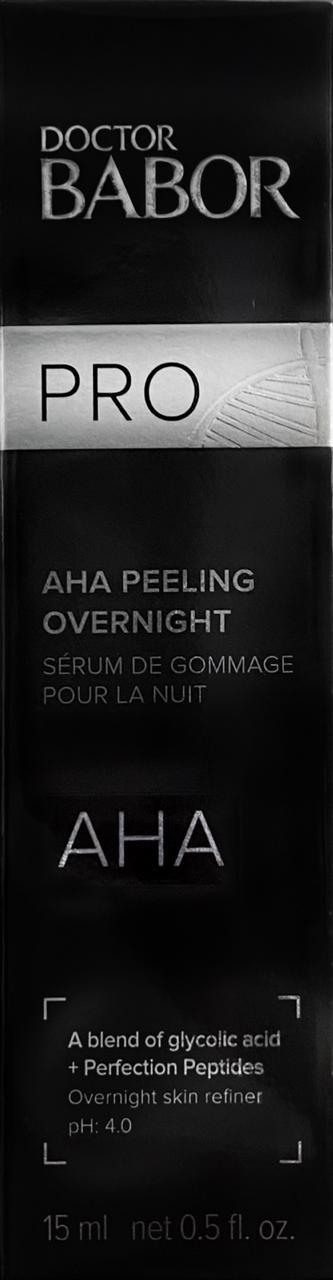 DOCTOR
BABOR
PRO
AHA PEELING
OVERNIGHT
SÉRUM DE GOMMAGE
POUR LA NUIT
AHA
A blend of glycolic acid
+ Perfection Peptides
Overnight skin refiner
pH: 4.0
15 ml net 0.5 fl. oz.